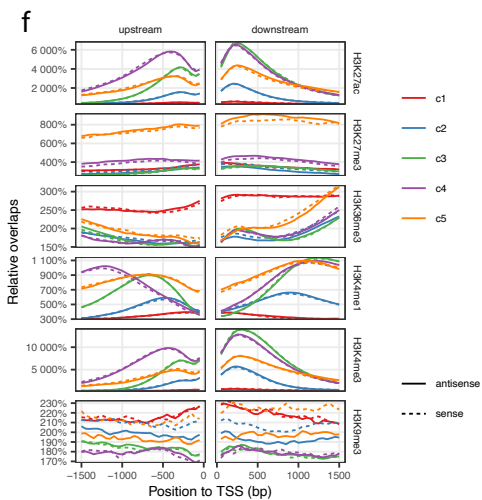 f
upstream downstream
6 000%
4 000%
2 000%
H3K27ac
800%
600%
400%
H3K27me3
300%
250%
200%
150%
H3K36me3
1 100%
900%
700%
500%
300%
H3K4me1
10 000%
5 000%
H3K4me3
230%
220%
210%
200%
190%
180%
170%
H3K9me3
Relative overlaps
−1500 −1000 −500 0 0 500 1000 1500
Position to TSS (bp)
c1
c2
c3
c4
c5
antisense
sense